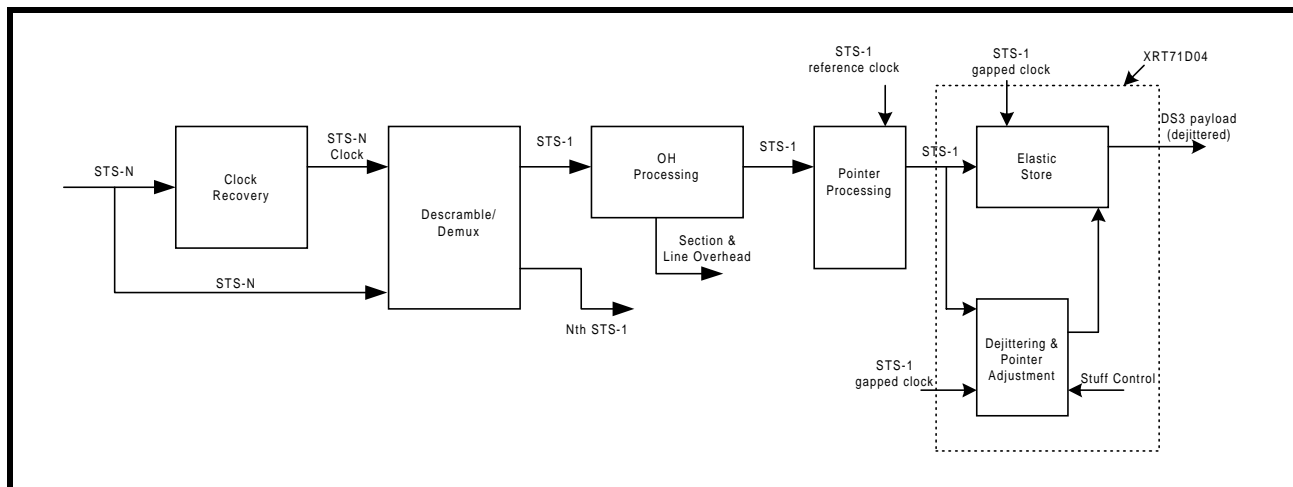 STS-N
Clock
Recovery
STS-N
Clock
STS-N
Descramble/
Demux
STS-1
Nth STS-1
OH
Processing
Section &
Line Overhead
STS-1
STS-1
reference clock
Pointer
Processing
STS-1
STS-1
gapped clock
XRT71D04
Elastic
Store
DS3 payload
(dejittered)
Dejittering &
Pointer
Adjustment
STS-1
gapped clock
Stuff Control